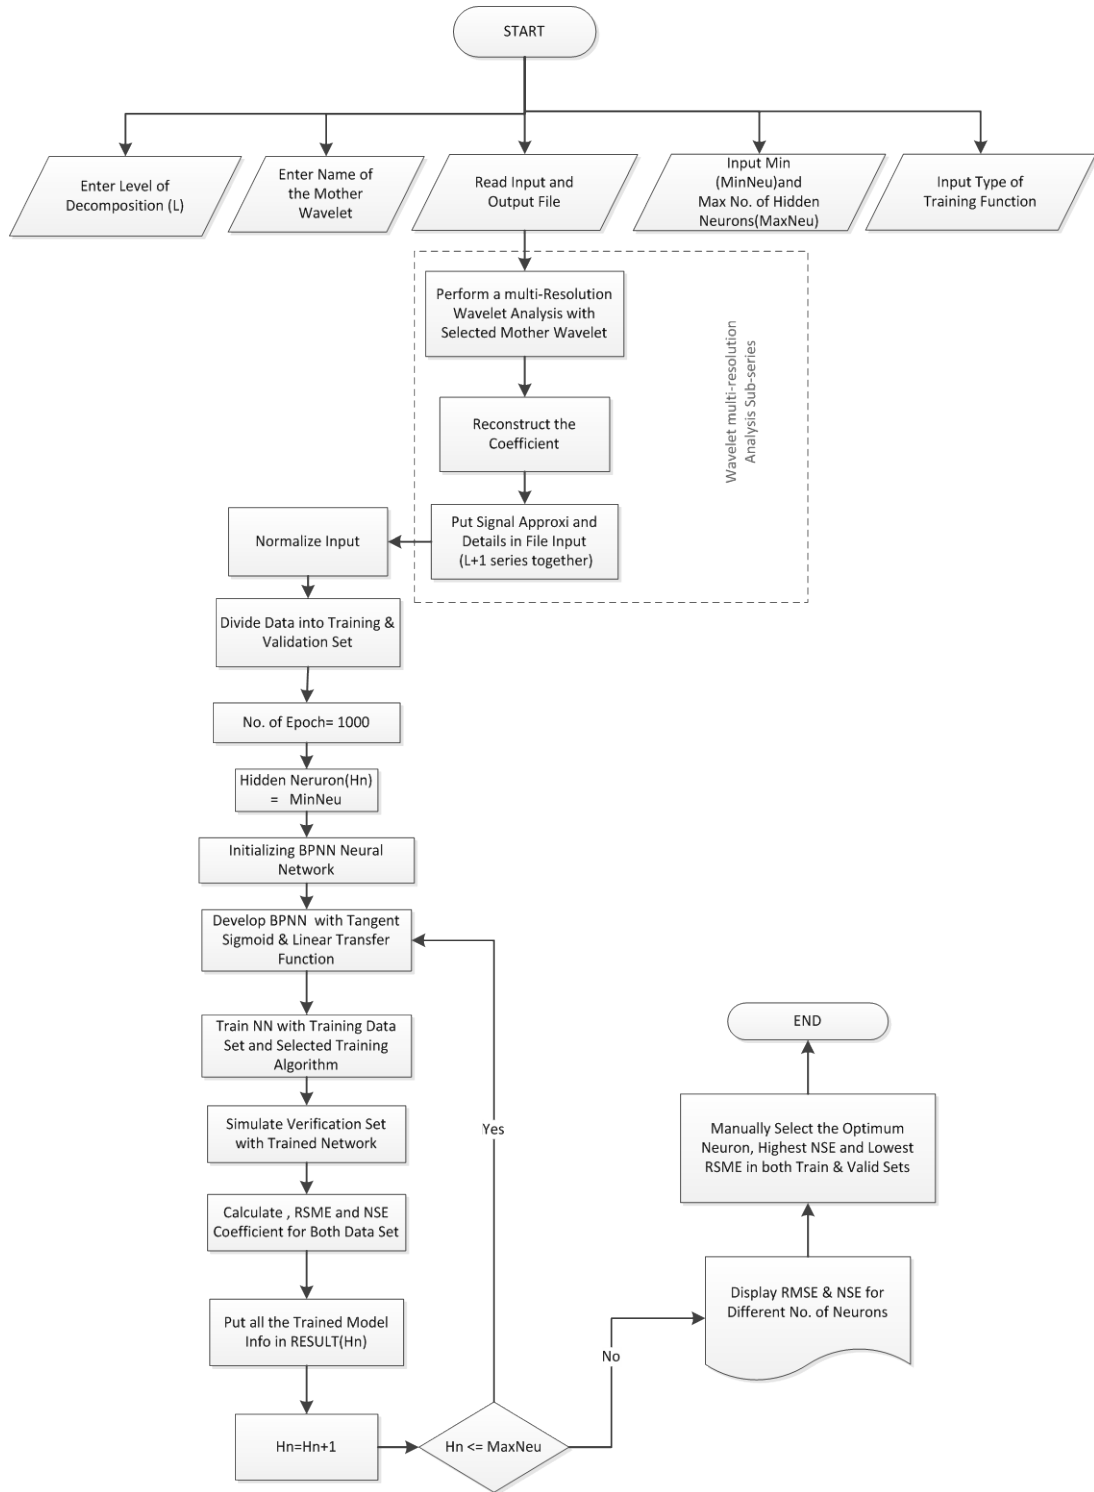 START
Enter Level of
Decomposition (L)
Enter Name of
the Mother
Wavelet
Read Input and
Output File
Input Min
(MinNeu)and
Max No. of Hidden
Neurons(MaxNeu)
Input Type of
Training Function
Perform a multi-Resolution
Wavelet Analysis with
Selected Mother Wavelet
Wavelet multi-resolution
Analysis Sub-series
Reconstruct the
Coefficient
Put Signal Approxi and
Details in File Input
(L+1 series together)
Normalize Input
Divide Data into Training &
Validation Set
No. of Epoch= 1000
Hidden Neruron(Hn)
= MinNeu
Initializing BPNN Neural
Network
Develop BPNN with Tangent
Sigmoid & Linear Transfer
Function
Train NN with Training Data
Set and Selected Training
Algorithm
Simulate Verification Set
with Trained Network
Calculate , RSME and NSE
Coefficient for Both Data Set
Put all the Trained Model
Info in RESULT(Hn)
Hn=Hn+1
Hn <= MaxNeu
Yes
No
Display RMSE & NSE for
Different No. of Neurons
Manually Select the Optimum
Neuron, Highest NSE and Lowest
RSME in both Train & Valid Sets
END